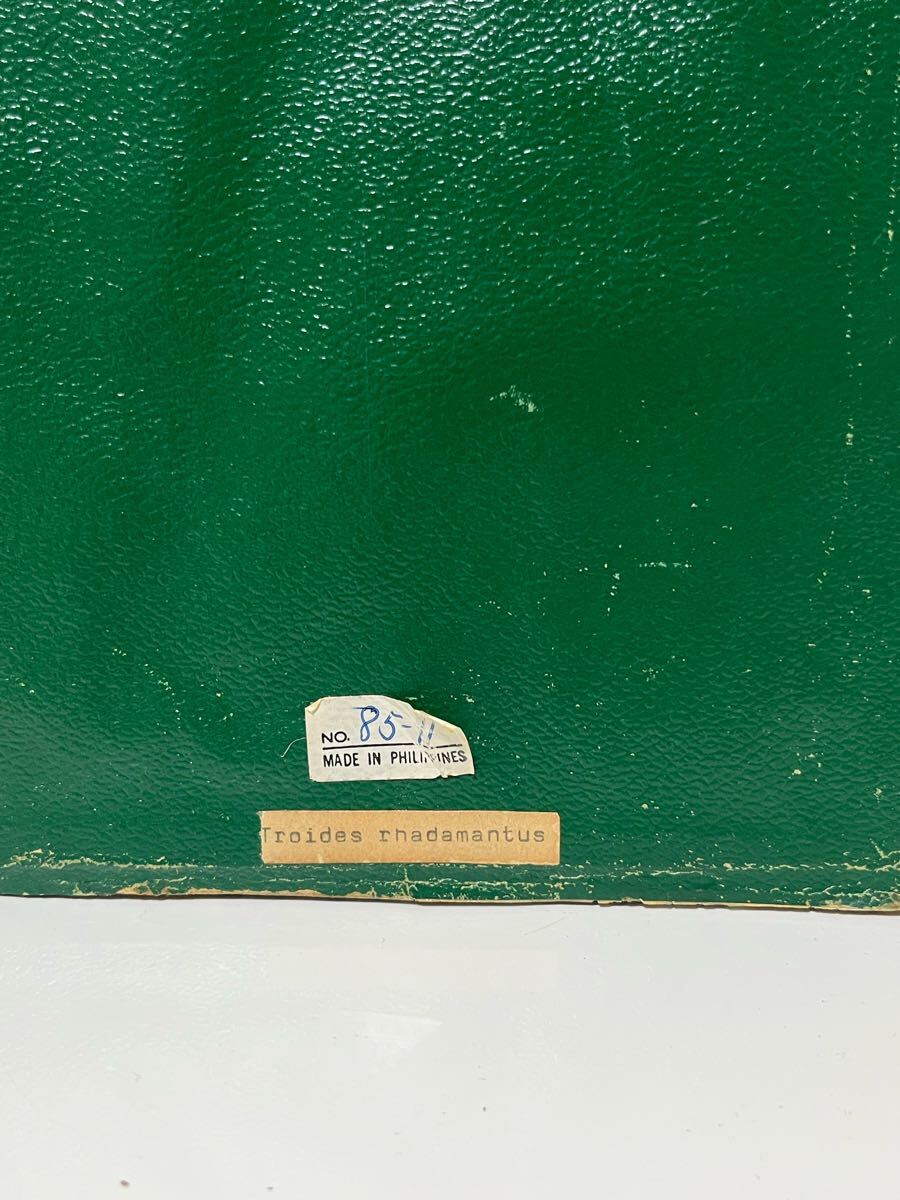 NO. 85-11
MADE IN PHILIPPINES
Troides rhadamantus